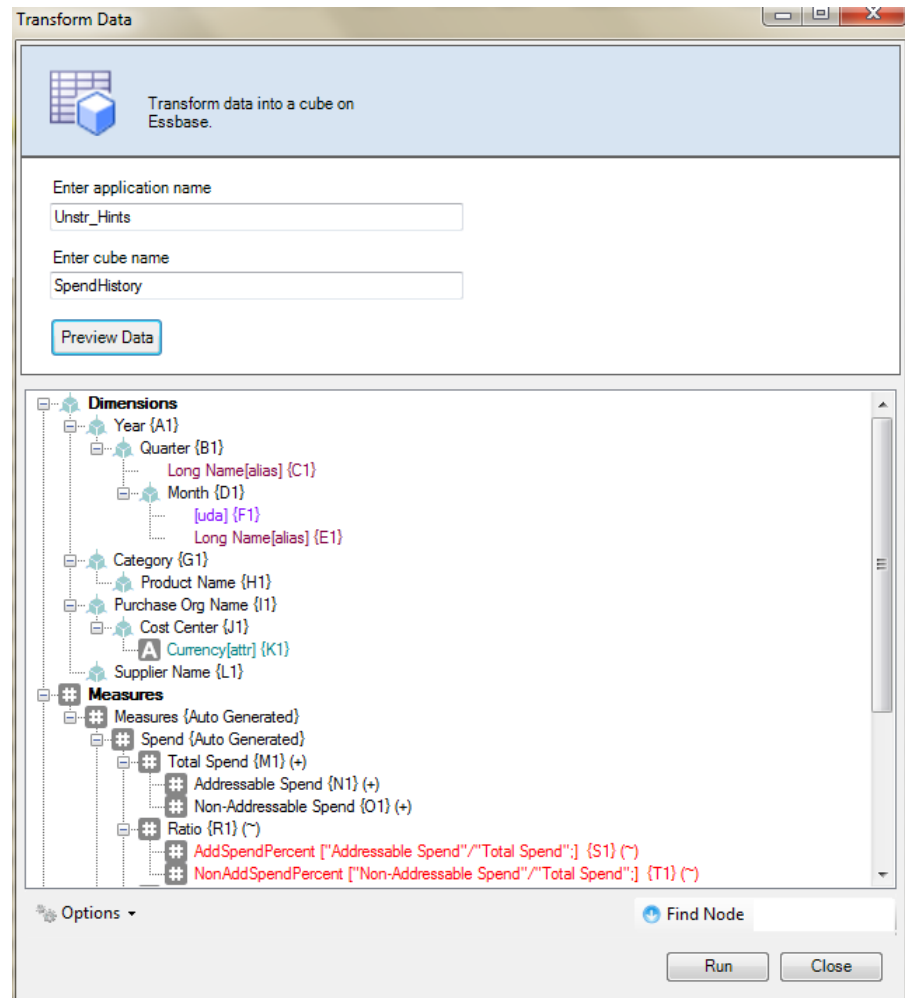 Transform Data
Transform data into a cube on
Essbase.
Enter application name
Unstr_Hints
Enter cube name
SpendHistory
Preview Data
Dimensions
Year {A1}
Quarter {B1}
Long Name[alias] {C1}
Month {D1}
[uda] {F1}
Long Name[alias] {E1}
Category {G1}
Product Name {H1}
Purchase Org Name {I1}
Cost Center {J1}
A Currency[attr] {K1}
Supplier Name {L1}
# Measures
# Measures {Auto Generated}
# Spend {Auto Generated}
# Total Spend {M1} (+)
# Addressable Spend {N1} (+)
# Non-Addressable Spend {O1} (+)
# Ratio {R1} (~)
# AddSpendPercent ["Addressable Spend"/"Total Spend";] {S1} (~)
# NonAddSpendPercent ["Non-Addressable Spend"/"Total Spend";] {T1} (~)
Options
Find Node
Run
Close